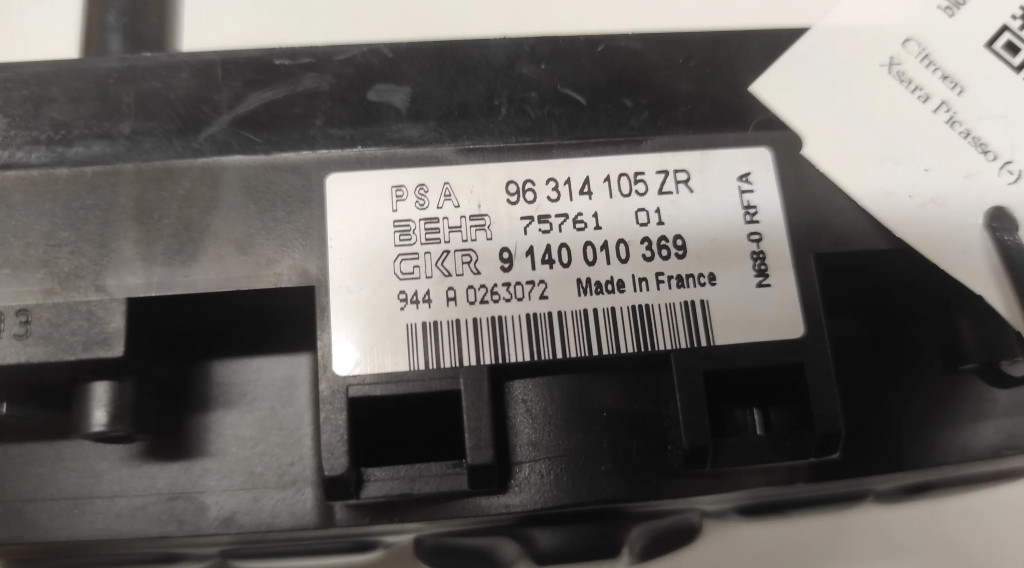 PSA 96 314 105 ZR
BEHR 75761 01
GKR 9 140 010 369
944 A 0263072 Made In France
N68-0 RFTA
Citroen
Xsara Picasso (-)